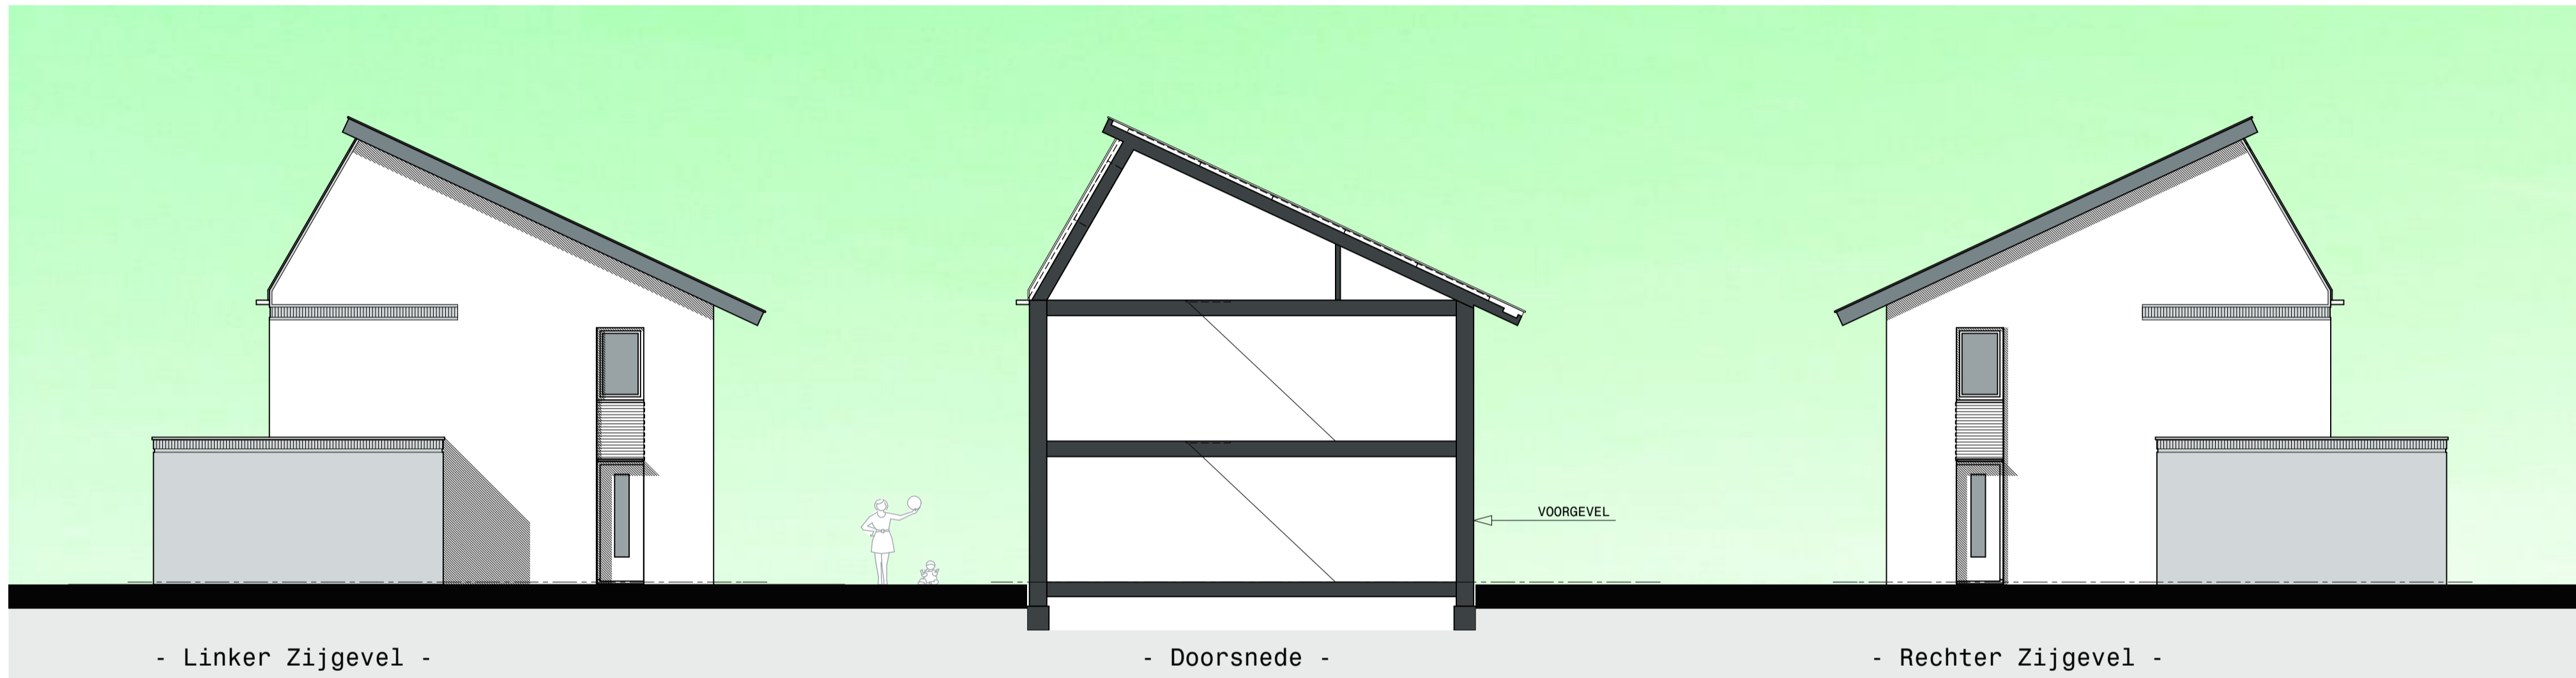 VOORGEVEL
- Linker Zijgevel -
- Doorsnede -
- Rechter Zijgevel -